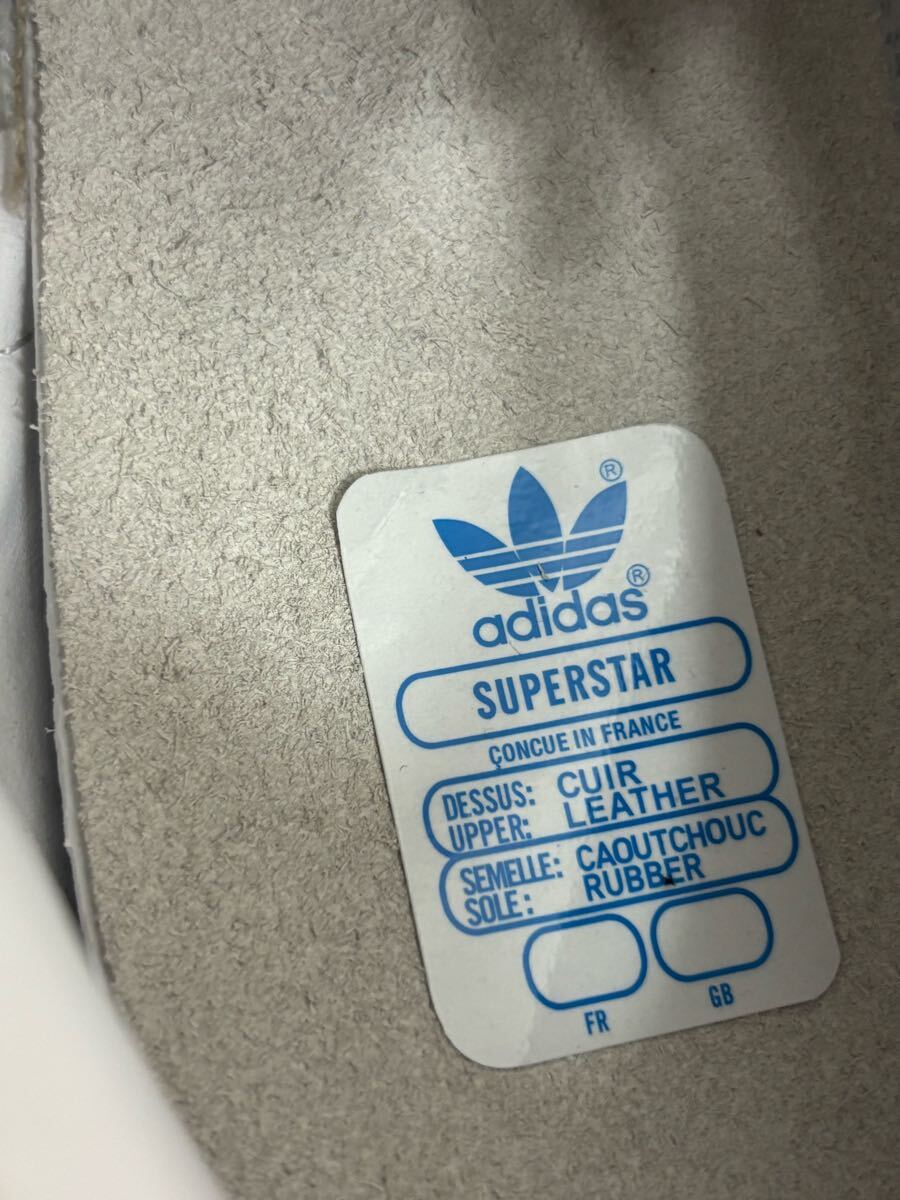 ®
adidas®
SUPERSTAR
ÇONCUE IN FRANCE
DESSUS: CUIR
UPPER: LEATHER
SEMELLE: CAOUTCHOUC
SOLE: RUBBER
FR GB